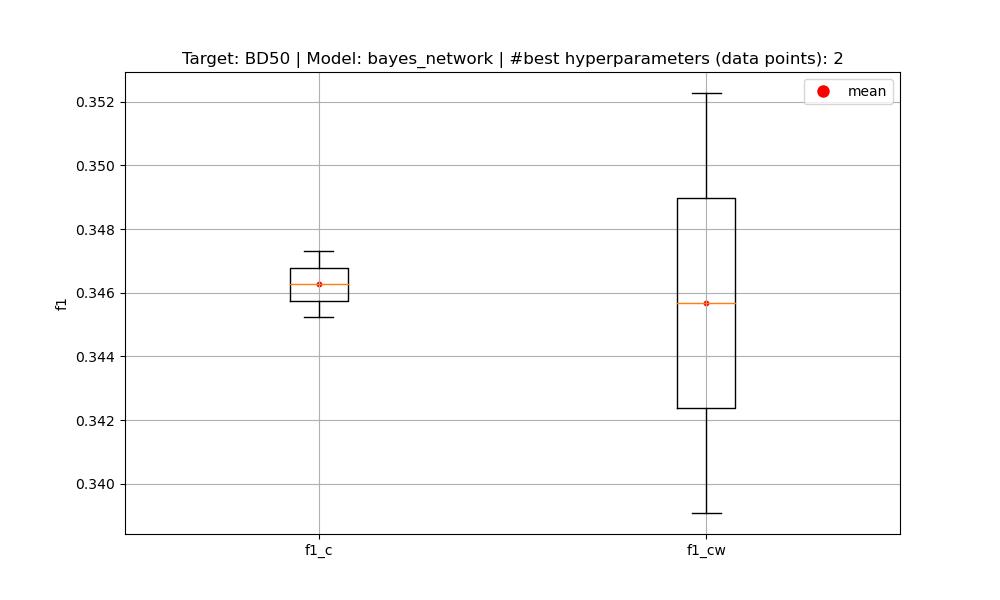 Target: BD50 | Model: bayes_network | #best hyperparameters (data points): 2
mean
0.352
0.350
0.348
0.346
0.344
0.342
0.340
f1
f1_c
f1_cw